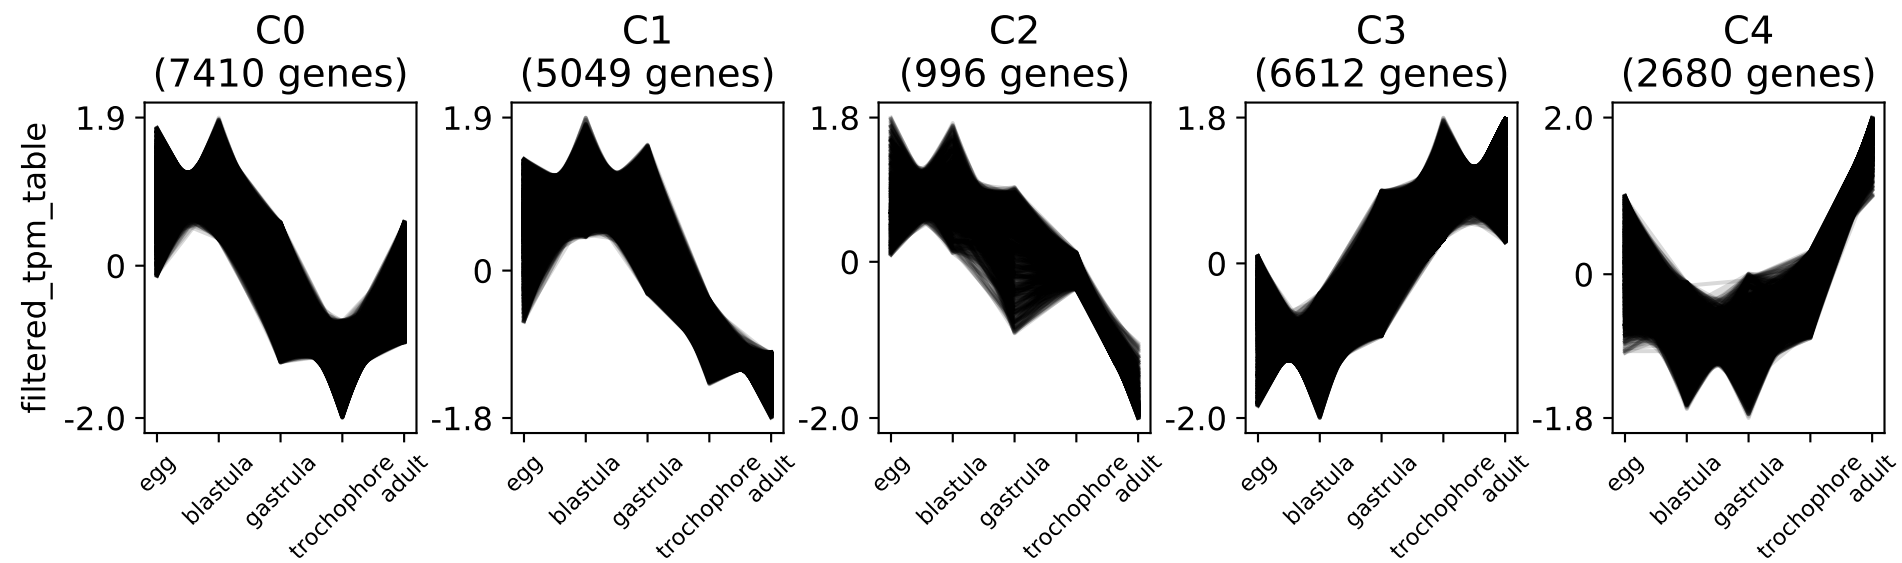 C0
(7410 genes)
C1
(5049 genes)
C2
(996 genes)
C3
(6612 genes)
C4
(2680 genes)
filtered_tpm_table
1.9
0
-2.0
egg
blastula
gastrula
trochophore
adult
1.9
0
-1.8
egg
blastula
gastrula
trochophore
adult
1.8
0
-2.0
egg
blastula
gastrula
trochophore
adult
1.8
0
-2.0
egg
blastula
gastrula
trochophore
adult
2.0
0
-1.8
egg
blastula
gastrula
trochophore
adult